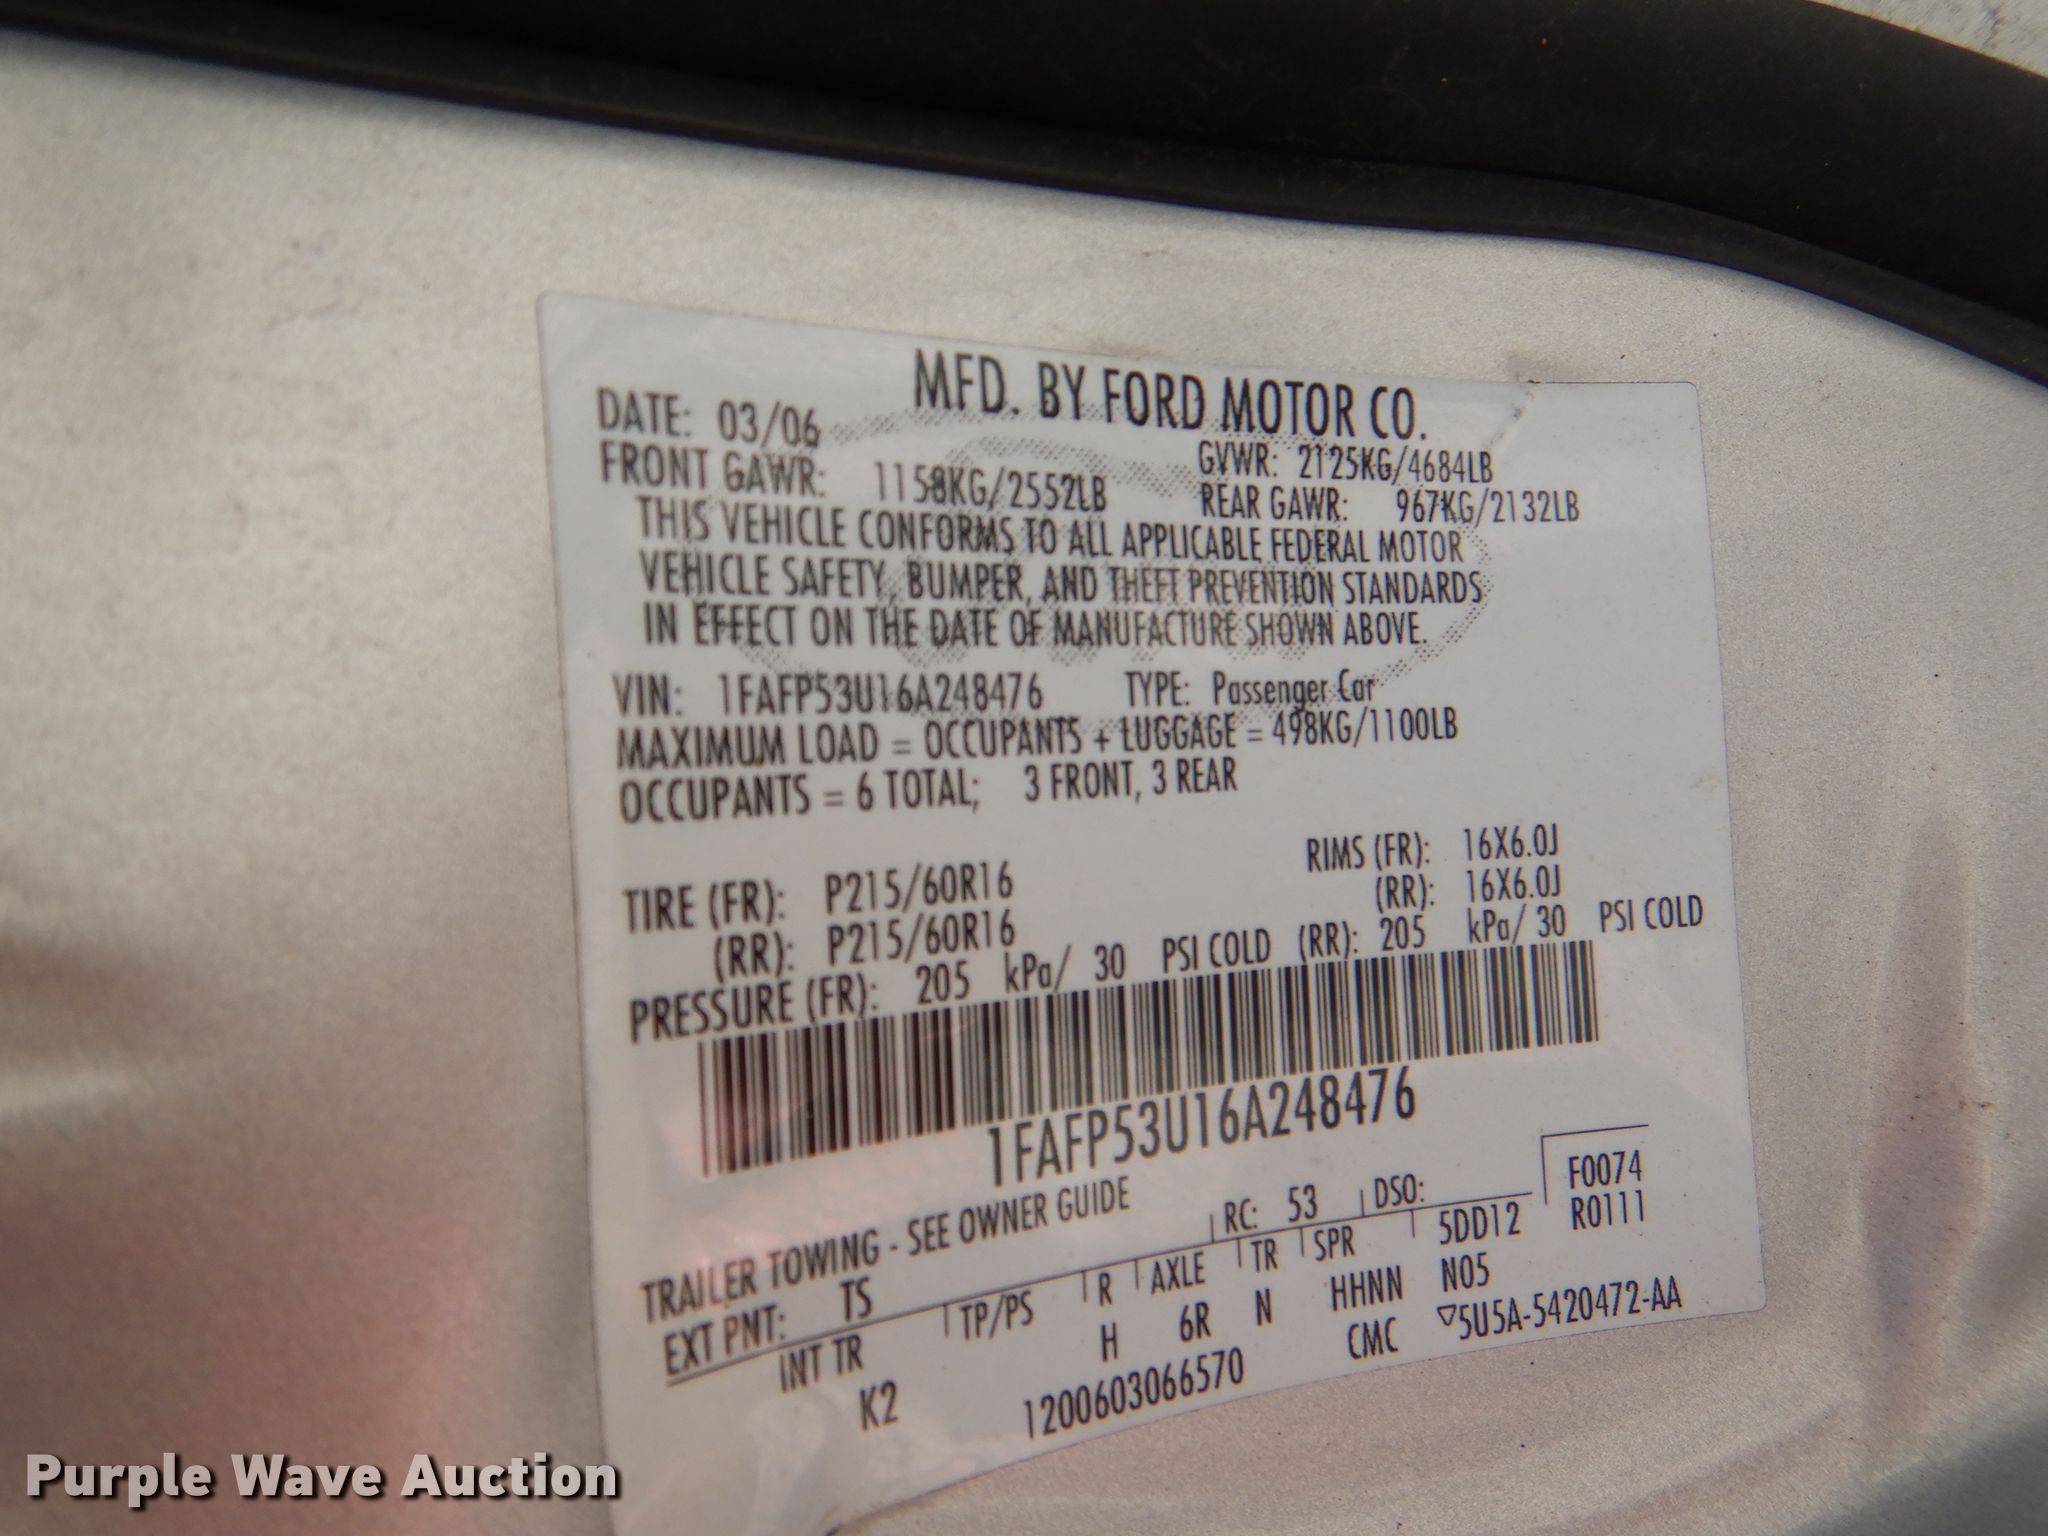 MFD. BY FORD MOTOR CO.
DATE: 03/06 GVWR: 2125KG/4684LB
FRONT GAWR: 1158KG/2552LB REAR GAWR: 967KG/2132LB
THIS VEHICLE CONFORMS TO ALL APPLICABLE FEDERAL MOTOR
VEHICLE SAFETY, BUMPER, AND THEFT PREVENTION STANDARDS
IN EFFECT ON THE DATE OF MANUFACTURE SHOWN ABOVE.
VIN: 1FAFP53U16A248476 TYPE: Passenger Car
MAXIMUM LOAD = OCCUPANTS + LUGGAGE = 498KG/1100LB
OCCUPANTS = 6 TOTAL; 3 FRONT, 3 REAR
TIRE (FR): P215/60R16 RIMS (FR): 16X6.0J
(RR): P215/60R16 (RR): 16X6.0J
PRESSURE (FR): 205 kPa/ 30 PSI COLD (RR): 205 kPa/ 30 PSI COLD
1FAFP53U16A248476
TRAILER TOWING - SEE OWNER GUIDE F0074
EXT PNT: TS RC: 53 DSO: R0111
INT TR TP/PS R AXLE TR SPR 5DD12
K2 H 6R N HHNN N05
1200603066570 CMC ▽5U5A-5420472-AA
Purple Wave Auction